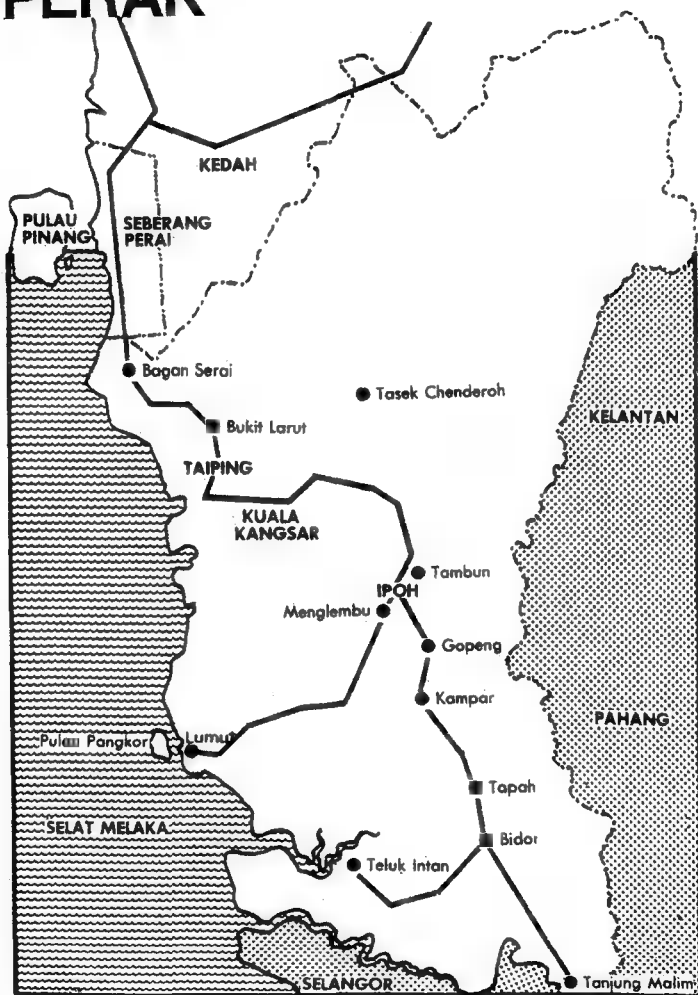 PERAK
KEDAH
PULAU
PINANG
SEBERANG
PERAI
Bagan Serai
Tasek Chenderoh
KELANTAN
Bukit Larut
TAIPING
KUALA
KANGSAR
Tambun
IPOH
Menglembu
Gopeng
Kampar
PAHANG
Pulau Pangkor
Lumut
Tapah
SELAT MELAKA
Bidor
Teluk Intan
SELANGOR
Tanjung Malim